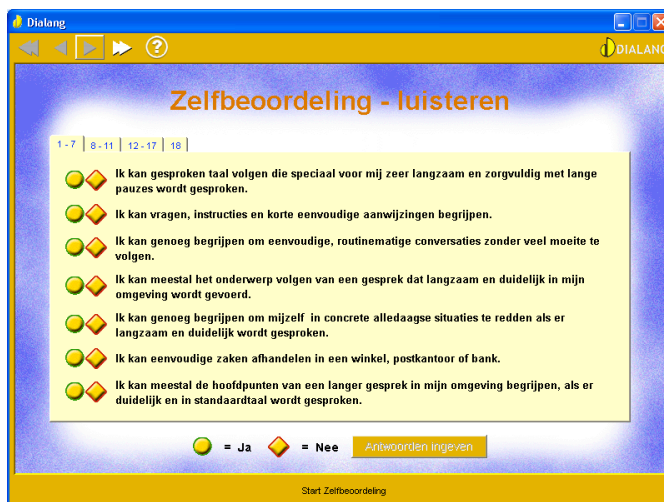 Dialang
DIALANG
Zelfbeoordeling - luisteren
1 - 7 8 - 11 12 - 17 18
Ik kan gesproken taal volgen die speciaal voor mij zeer langzaam en zorgvuldig met lange
pauzes wordt gesproken.
Ik kan vragen, instructies en korte eenvoudige aanwijzingen begrijpen.
Ik kan genoeg begrijpen om eenvoudige, routinematige conversaties zonder veel moeite te
volgen.
Ik kan meestal het onderwerp volgen van een gesprek dat langzaam en duidelijk in mijn
omgeving wordt gevoerd.
Ik kan genoeg begrijpen om mijzelf in concrete alledaagse situaties te redden als er
langzaam en duidelijk wordt gesproken.
Ik kan eenvoudige zaken afhandelen in een winkel, postkantoor of bank.
Ik kan meestal de hoofdpunten van een langer gesprek in mijn omgeving begrijpen, als er
duidelijk en in standaardtaal wordt gesproken.
= Ja = Nee Antwoorden ingeven
Start Zelfbeoordeling